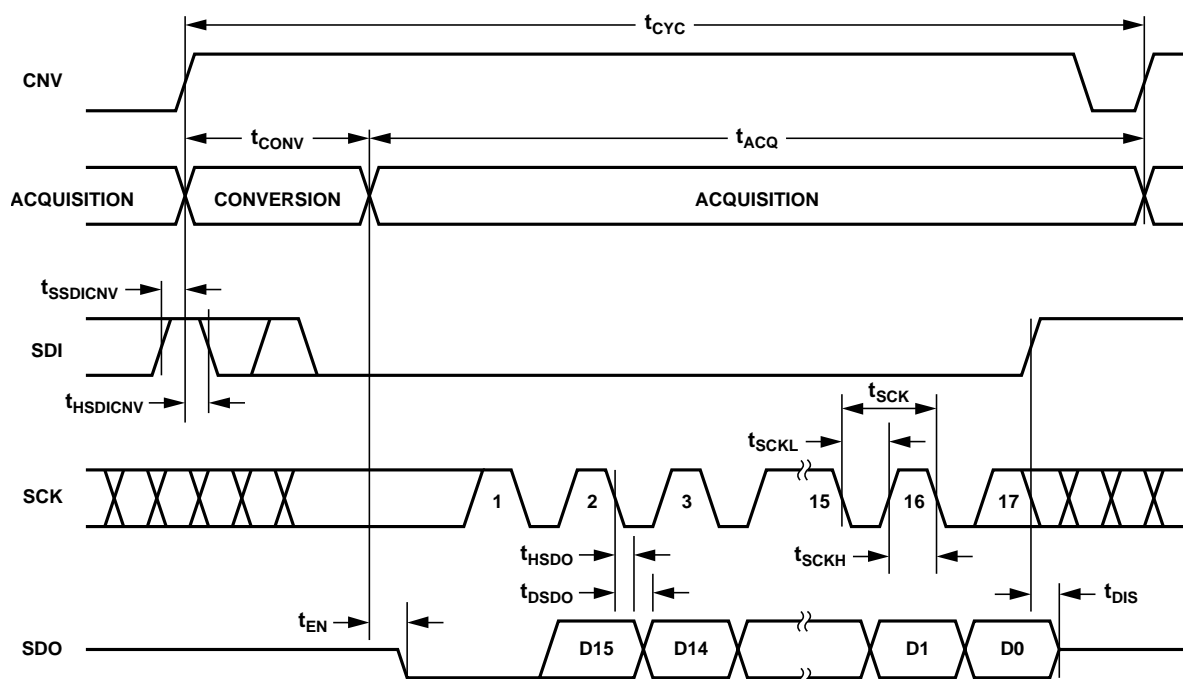 tCYC
CNV
tCONV
tACQ
ACQUISITION
CONVERSION
ACQUISITION
tSSDICNV
SDI
tHSDICNV
tSCK
tSCKL
SCK
1
2
3
15
16
17
tHSDO
tSCKH
tDSDO
tDIS
tEN
SDO
D15
D14
D1
D0